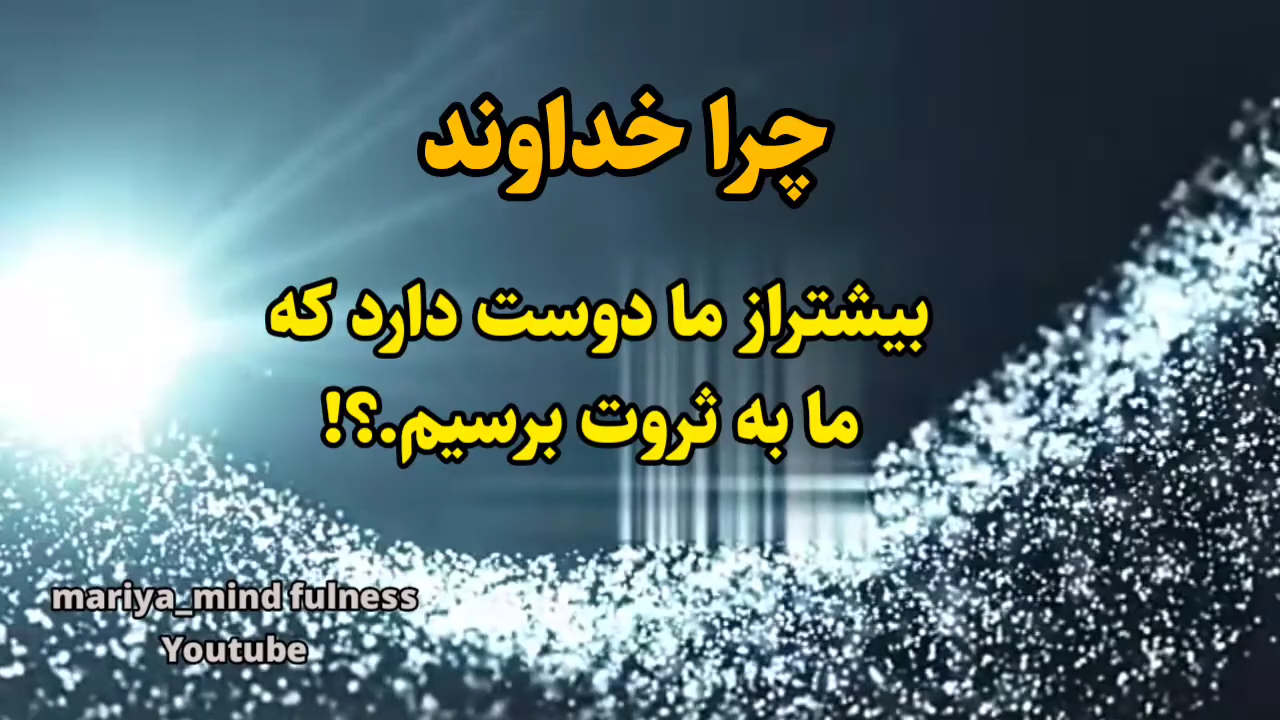 چرا خداوند
بیشتراز ما دوست دارد که
ما به ثروت برسیم.؟!
mariya_mind fulness
Youtube